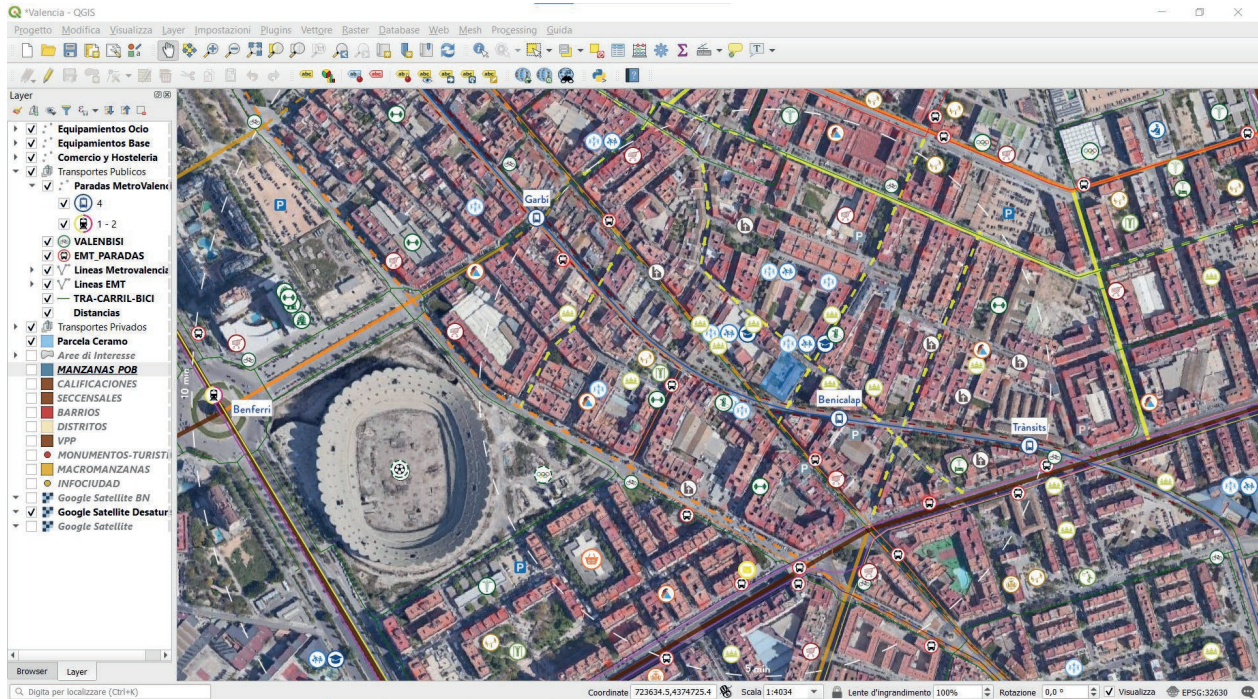 *Valencia - QGIS
Progetto Modifica Visualizza Layer Impostazioni Plugins Vettore Raster Database Web Mesh Processing Guida
Layer
Equipamientos Ocio
Equipamientos Base
Comercio y Hosteleria
Transportes Publicos
Paradas MetroValenc
4
1 - 2
VALENBISI
EMT_PARADAS
Lineas Metrovalencia
Lineas EMT
TRA-CARRIL-BICI
Distancias
Transportes Privados
Parcela Ceramo
Aree di Interesse
MANZANAS_POB
CALIFICACIONES
SECCENSALES
BARRIOS
DISTRITOS
VPP
MONUMENTOS-TURISTI
MACROMANZANAS
INFOCIUDAD
Google Satellite BN
Google Satellite Desatur
Google Satellite
Garbí
P
P
P
Benferri
10 min
Benicalap
P
Trànsits
P
P
5 min
Browser Layer
Digita per localizzare (Ctrl+K)
Coordinate 723634.5,4374725.4 Scala 1:4034 Lente d'ingrandimento 100% Rotazione 0,0 ° Visualizza EPSG:32630